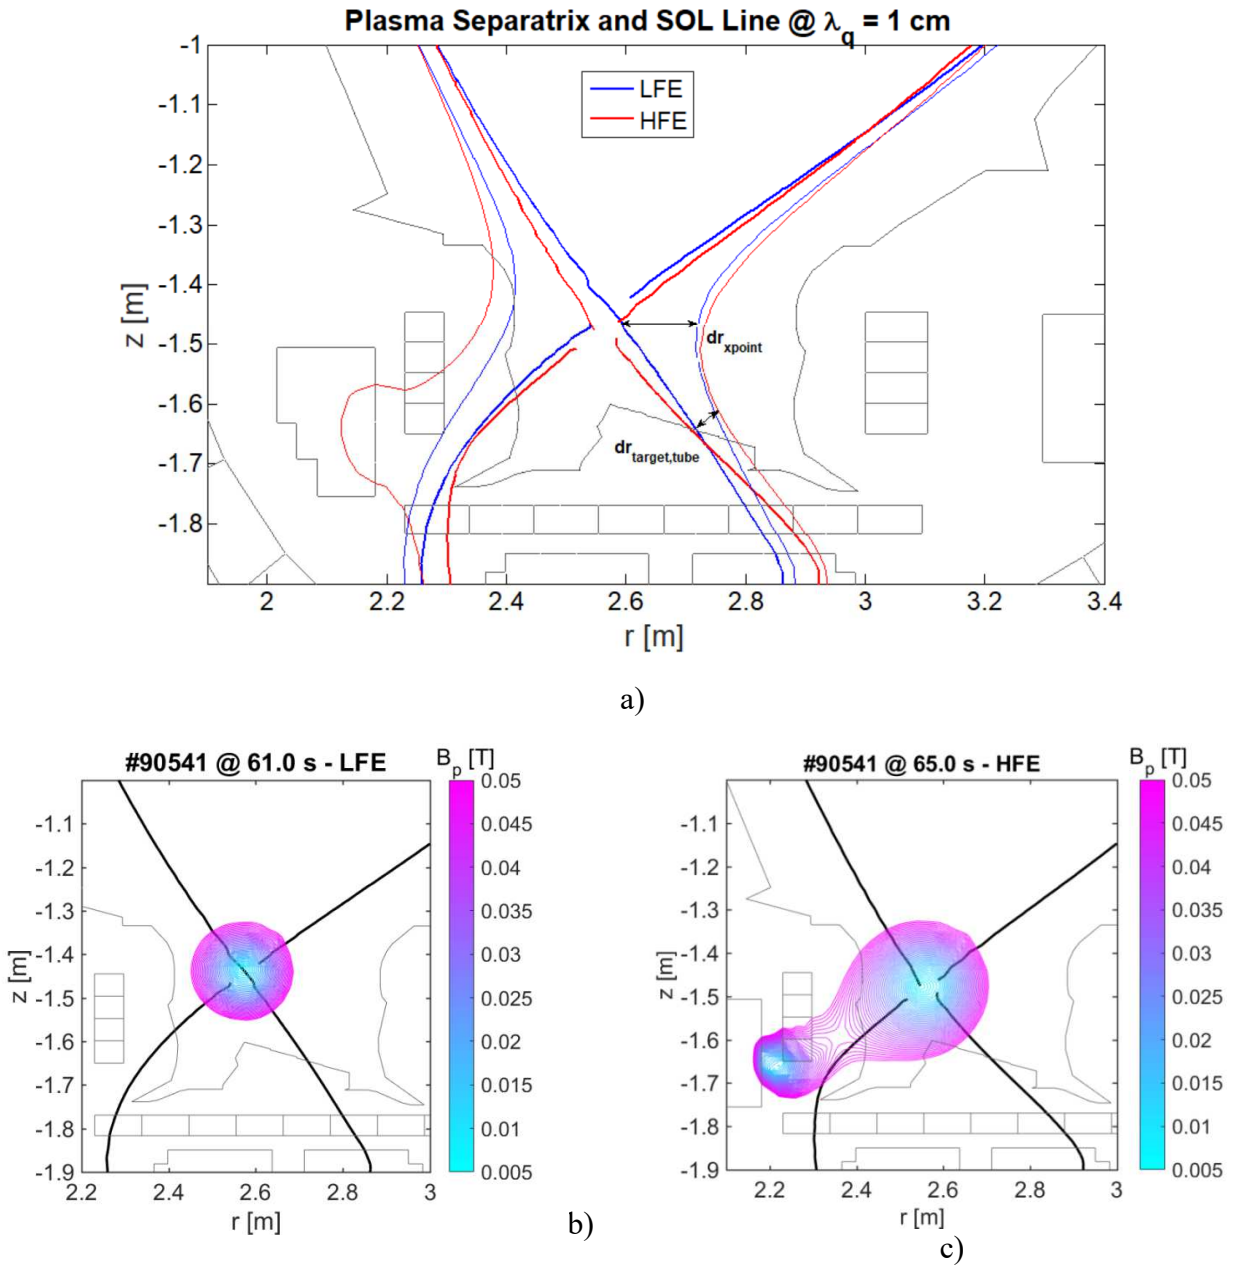 Plasma Separatrix and SOL Line @ λq = 1 cm
-1
-1.1
-1.2
-1.3
-1.4
-1.5
-1.6
-1.7
-1.8
z [m]
LFE
HFE
drxpoint
drtarget,tube
2 2.2 2.4 2.6 2.8 3 3.2 3.4
r [m]
a)
#90541 @ 61.0 s - LFE
Bp [T]
-1.1
-1.2
-1.3
-1.4
-1.5
-1.6
-1.7
-1.8
-1.9
z [m]
2.2 2.4 2.6 2.8 3
r [m]
0.05
0.045
0.04
0.035
0.03
0.025
0.02
0.015
0.01
0.005
b)
#90541 @ 65.0 s - HFE
Bp [T]
-1.1
-1.2
-1.3
-1.4
-1.5
-1.6
-1.7
-1.8
-1.9
z [m]
2.2 2.4 2.6 2.8 3
r [m]
0.05
0.045
0.04
0.035
0.03
0.025
0.02
0.015
0.01
0.005
c)